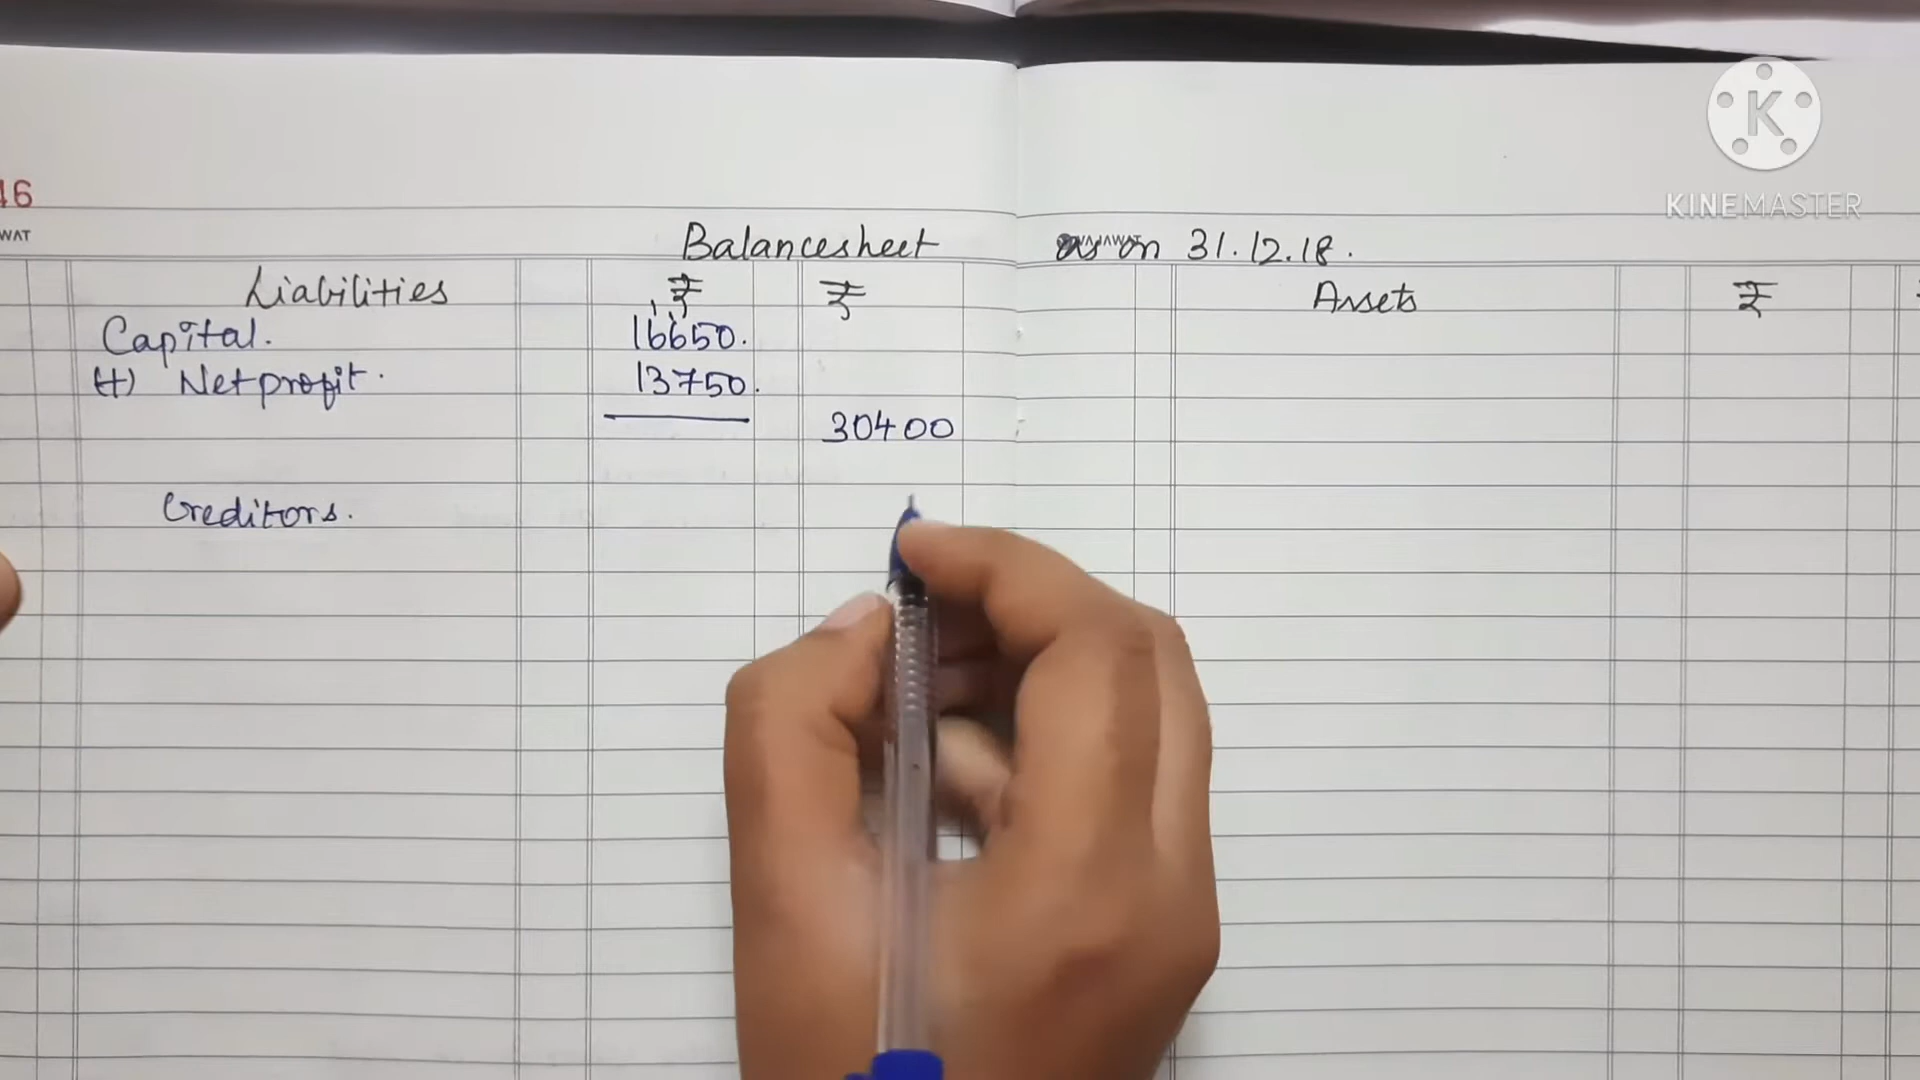 K
KINEMASTER
46
WAT
Balancesheet as on 31.12.18.
Liabilities ₹ ₹ Assets ₹
Capital. 16650.
(+) Netprofit. 13750.
30400
Creditors.